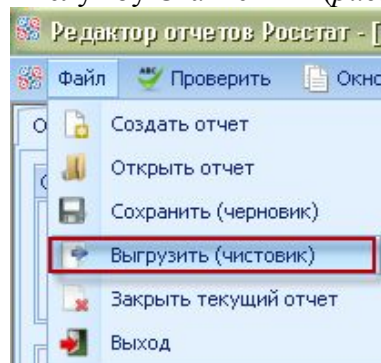 Редактор отчетов Росстат - [
Файл Проверить Окно
Создать отчет
Открыть отчет
Сохранить (черновик)
Выгрузить (чистовик)
Закрыть текущий отчет
Выход